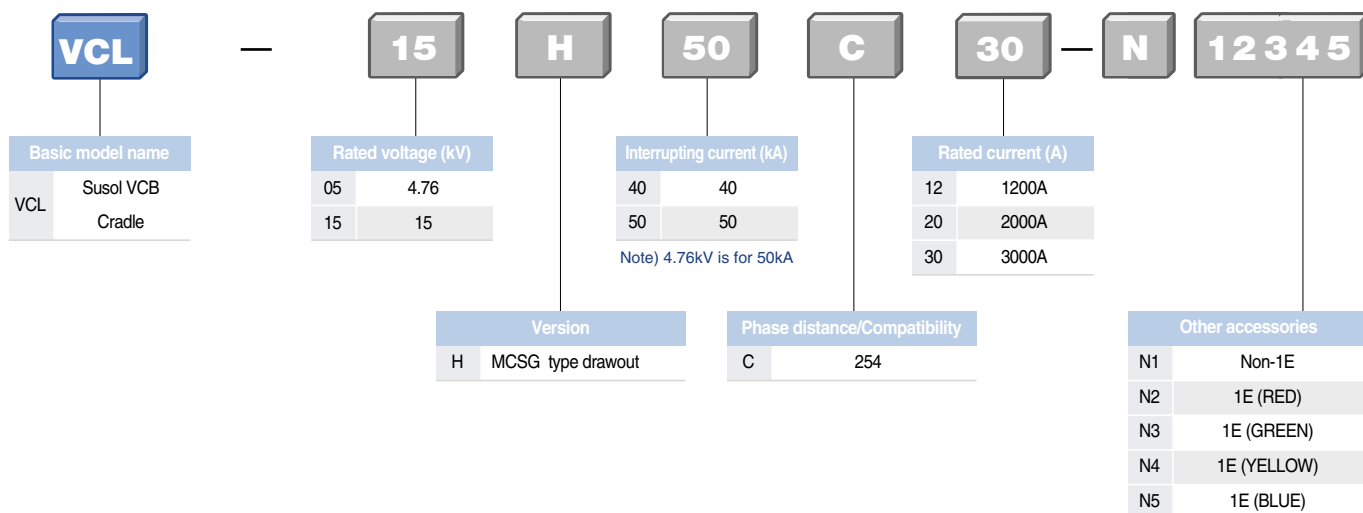 VCL — 15 H 50 C 30 — N 12345
Basic model name
VCL Susol VCB
Cradle
Rated voltage (kV)
05 4.76
15 15
Interrupting current (kA)
40 40
50 50
Note) 4.76kV is for 50kA
Rated current (A)
12 1200A
20 2000A
30 3000A
Version
H MCSG type drawout
Phase distance/Compatibility
C 254
Other accessories
N1 Non-1E
N2 1E (RED)
N3 1E (GREEN)
N4 1E (YELLOW)
N5 1E (BLUE)